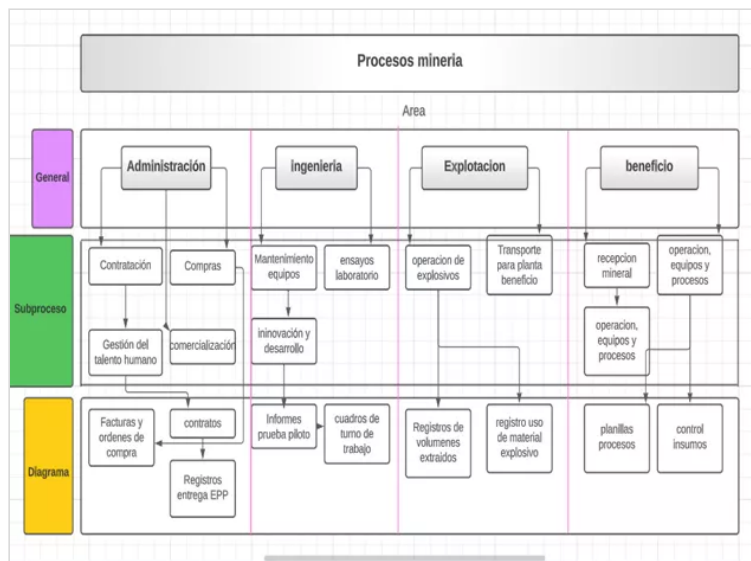 Procesos mineria
Area
General
Administración
ingenieria
Explotacion
beneficio
Subproceso
Contratación
Compras
Mantenimiento
equipos
ensayos
laboratorio
operacion de
explosivos
Transporte
para planta
beneficio
recepcion
mineral
operacion,
equipos y
procesos
Gestión del
talento humano
comercialización
ininovación y
desarrollo
operacion,
equipos y
procesos
Diagrama
Facturas y
ordenes de
compra
contratos
Registros
entrega EPP
Informes
prueba piloto
cuadros de
turno de
trabajo
Registros de
volumenes
extraidos
registro uso
de material
explosivo
planillas
procesos
control
insumos